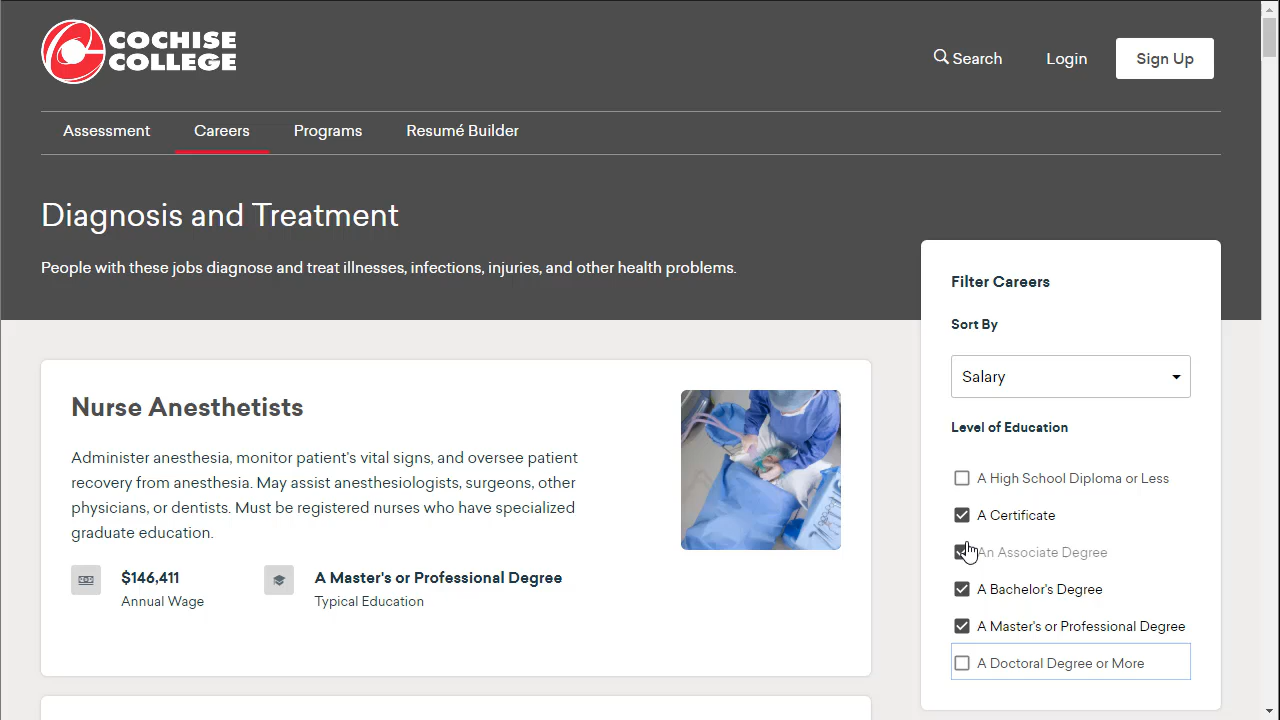 COCHISE
COLLEGE
Search
Login
Sign Up
Assessment
Careers
Programs
Resumé Builder
Diagnosis and Treatment
People with these jobs diagnose and treat illnesses, infections, injuries, and other health problems.
Filter Careers
Sort By
Salary
Level of Education
A High School Diploma or Less
A Certificate
An Associate Degree
A Bachelor's Degree
A Master's or Professional Degree
A Doctoral Degree or More
Nurse Anesthetists
Administer anesthesia, monitor patient's vital signs, and oversee patient
recovery from anesthesia. May assist anesthesiologists, surgeons, other
physicians, or dentists. Must be registered nurses who have specialized
graduate education.
$146,411
Annual Wage
A Master's or Professional Degree
Typical Education